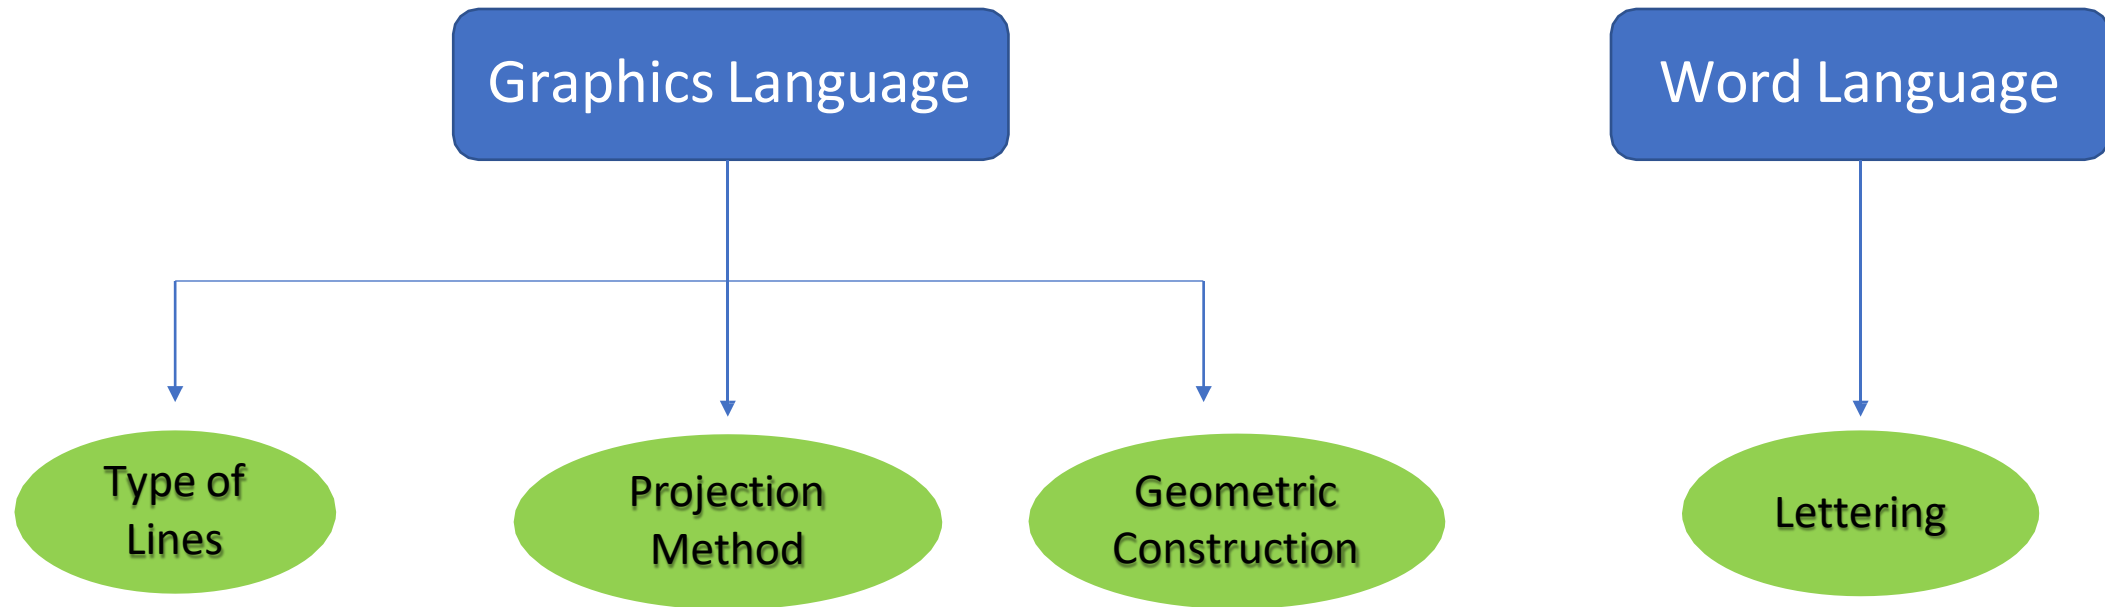 Graphics Language
Word Language
Type of
Lines
Projection
Method
Geometric
Construction
Lettering